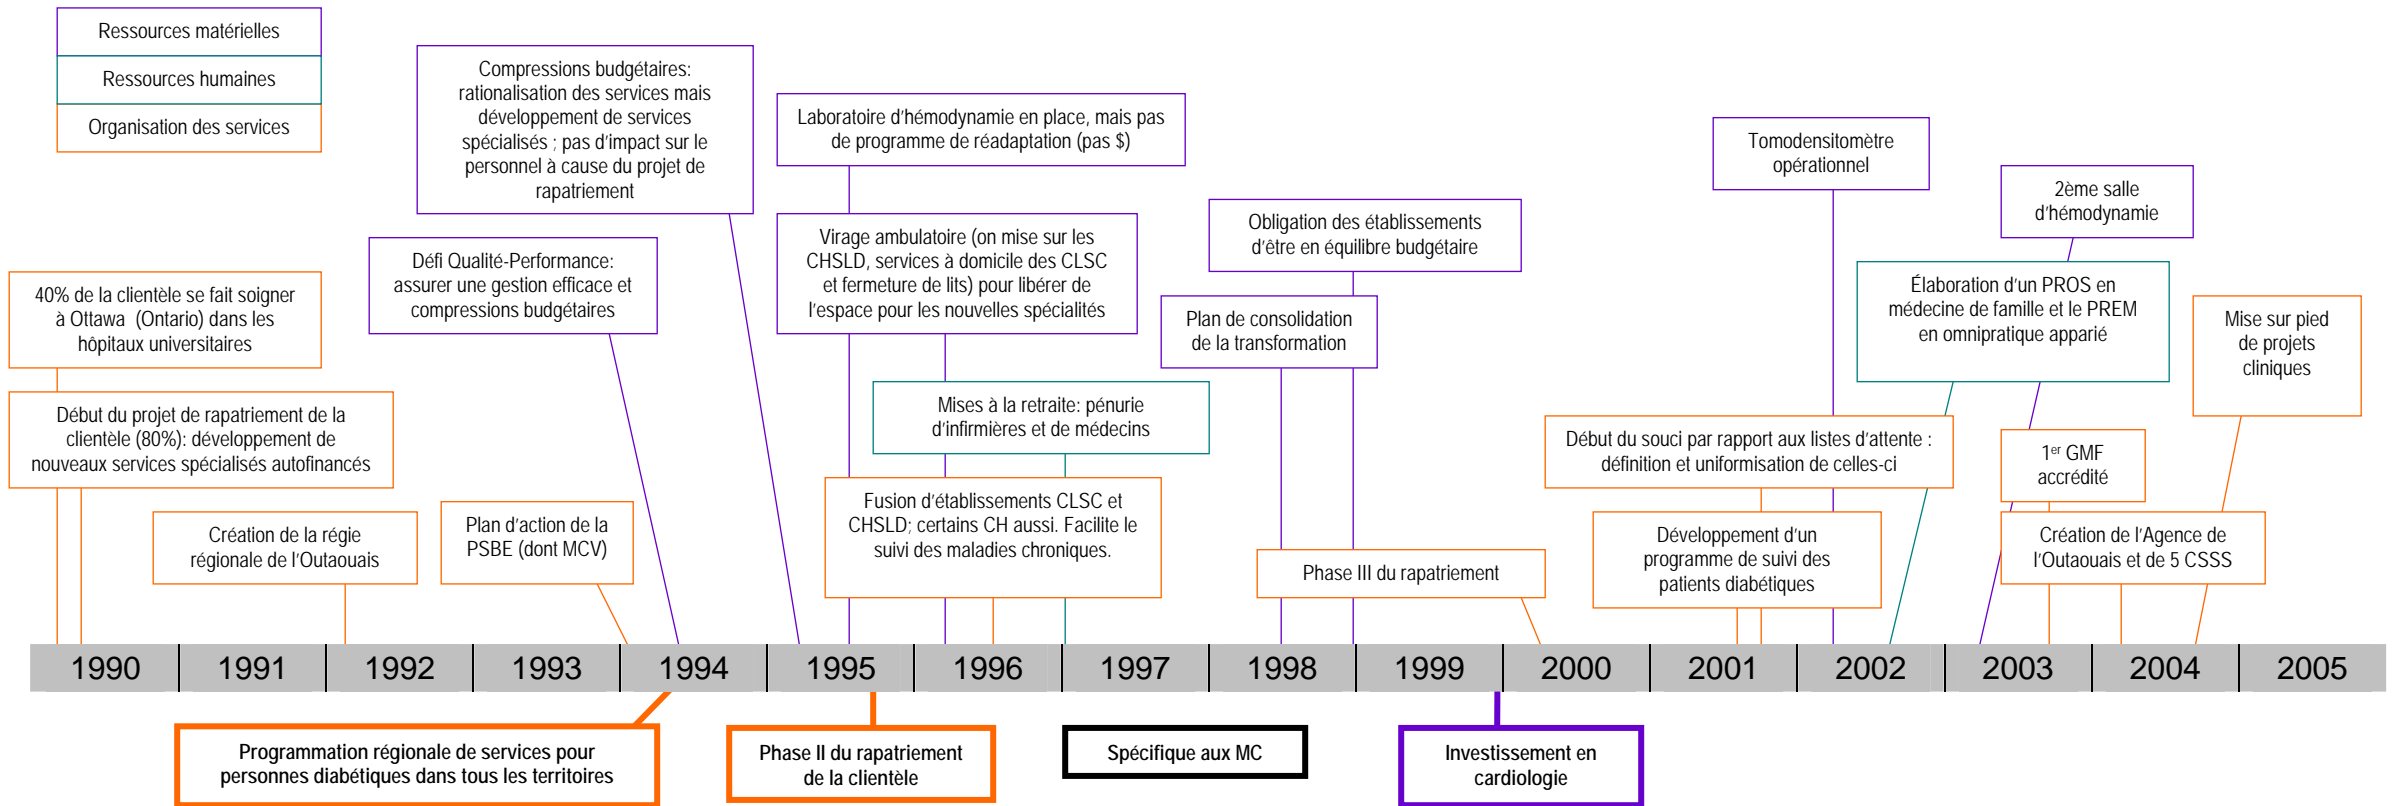 Ressources matérielles
Ressources humaines
Organisation des services
Compressions budgétaires:
rationalisation des services mais
développement de services
spécialisés ; pas d'impact sur le
personnel à cause du projet de
rapatriement
Laboratoire d'hémodynamie en place, mais pas
de programme de réadaptation (pas $)
Tomodensitomètre
opérationnel
2ème salle
d'hémodynamie
Défi Qualité-Performance:
assurer une gestion efficace et
compressions budgétaires
Virage ambulatoire (on mise sur les
CHSLD, services à domicile des CLSC
et fermeture de lits) pour libérer de
l'espace pour les nouvelles spécialités
Obligation des établissements
d'être en équilibre budgétaire
40% de la clientèle se fait soigner
à Ottawa (Ontario) dans les
hôpitaux universitaires
Plan de consolidation
de la transformation
Élaboration d'un PROS en
médecine de famille et le PREM
en omnipratique apparié
Mise sur pied
de projets
cliniques
Début du projet de rapatriement de la
clientèle (80%): développement de
nouveaux services spécialisés autofinancés
Mises à la retraite: pénurie
d'infirmières et de médecins
Début du souci par rapport aux listes d'attente :
définition et uniformisation de celles-ci
1er GMF
accrédité
Création de la régie
régionale de l'Outaouais
Plan d'action de la
PSBE (dont MCV)
Fusion d'établissements CLSC et
CHSLD; certains CH aussi. Facilite le
suivi des maladies chroniques.
Phase III du rapatriement
Développement d'un
programme de suivi des
patients diabétiques
Création de l'Agence de
l'Outaouais et de 5 CSSS
1990 1991 1992 1993 1994 1995 1996 1997 1998 1999 2000 2001 2002 2003 2004 2005
Programmation régionale de services pour
personnes diabétiques dans tous les territoires
Phase II du rapatriement
de la clientèle
Spécifique aux MC
Investissement en
cardiologie